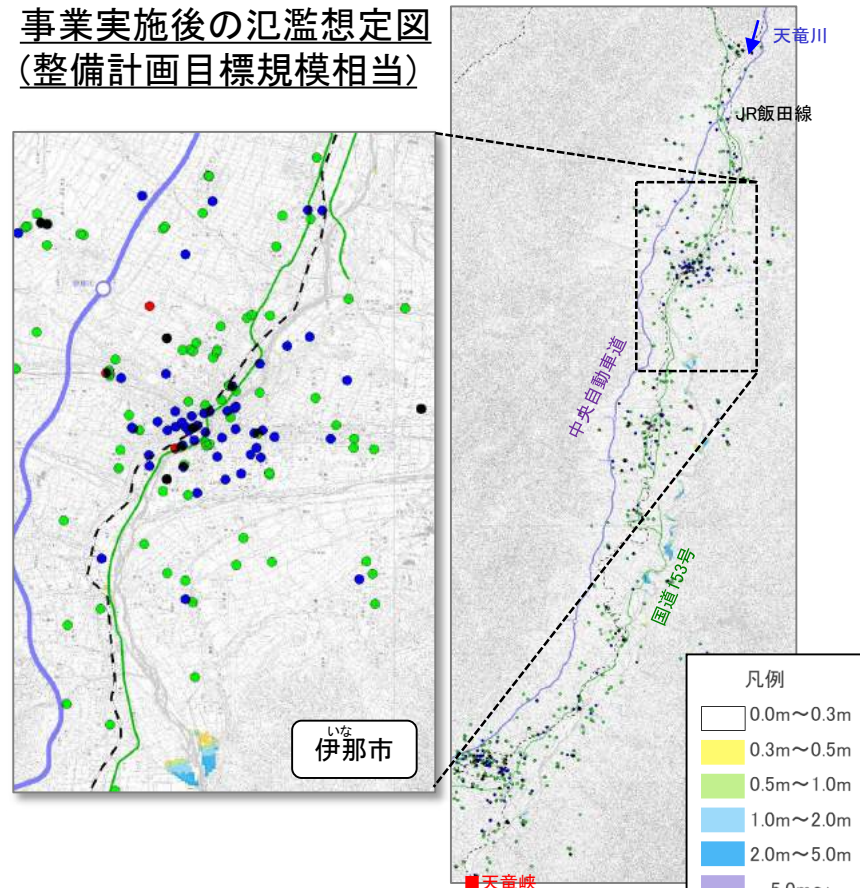 事業実施後の氾濫想定図
(整備計画目標規模相当)
天竜川
JR飯田線
中央自動車道
国道153号
いな
伊那市
凡例
0.0m～0.3m
0.3m～0.5m
0.5m～1.0m
1.0m～2.0m
2.0m～5.0m
5.0m～
■天竜峡